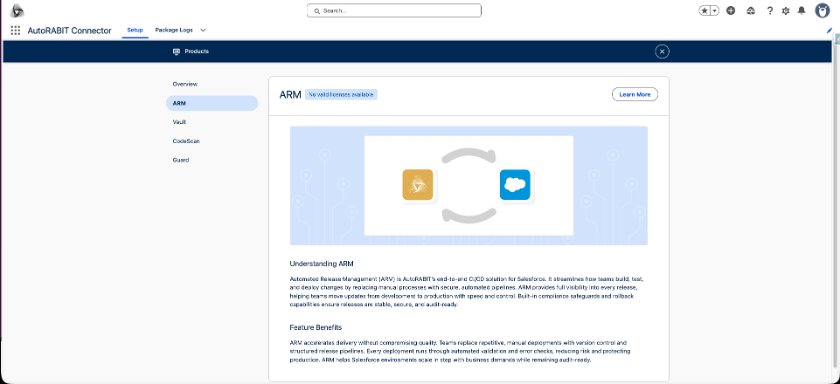 Search...
AutoRABIT Connector
Setup
Package Logs
Products
Overview
ARM
Vault
CodeScan
Guard
ARM
No valid licenses available
Learn More
Understanding ARM
Automated Release Management (ARM) is AutoRABIT's end-to-end CI/CD solution for Salesforce. It streamlines how teams build, test,
and deploy changes by replacing manual processes with secure, automated pipelines. ARM provides full visibility into every release,
helping teams move updates from development to production with speed and control. Built-in compliance safeguards and rollback
capabilities ensure releases are stable, secure, and audit-ready.
Feature Benefits
ARM accelerates delivery without compromising quality. Teams replace repetitive, manual deployments with version control and
structured release pipelines. Every deployment runs through automated validation and error checks, reducing risk and protecting
production. ARM helps Salesforce environments scale in step with business demands while remaining audit-ready.